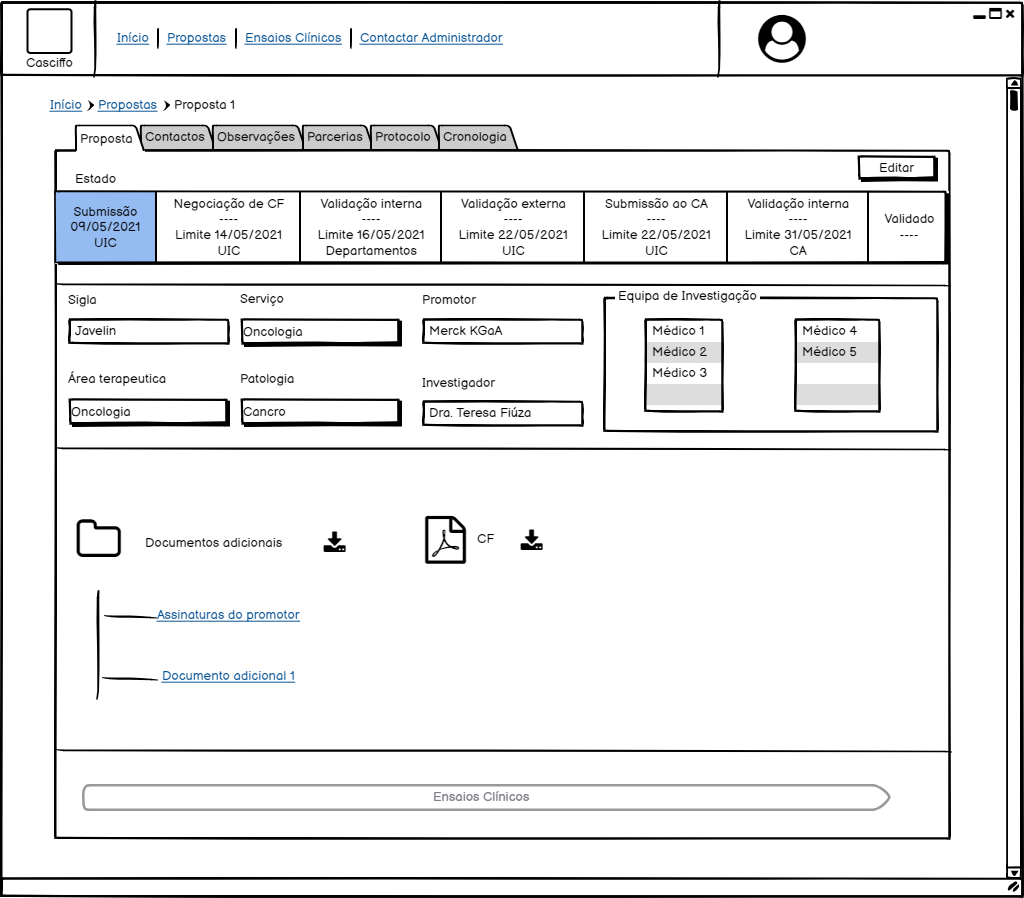 Casciffo
Início
Propostas
Ensaios Clínicos
Contactar Administrador
Início
Propostas
Proposta 1
Proposta
Contactos
Observações
Parcerias
Protocolo
Cronologia
Estado
Editar
Submissão
09/05/2021
UIC
Negociação de CF
----
Limite 14/05/2021
UIC
Validação interna
----
Limite 16/05/2021
Departamentos
Validação externa
----
Limite 22/05/2021
UIC
Submissão ao CA
----
Limite 22/05/2021
UIC
Validação interna
----
Limite 31/05/2021
CA
Validado
----
Sigla
Javelin
Serviço
Oncologia
Promotor
Merck KGaA
Área terapeutica
Oncologia
Patologia
Cancro
Investigador
Dra. Teresa Fiúza
Equipa de Investigação
Médico 1
Médico 2
Médico 3
Médico 4
Médico 5
Documentos adicionais
CF
Assinaturas do promotor
Documento adicional 1
Ensaios Clínicos